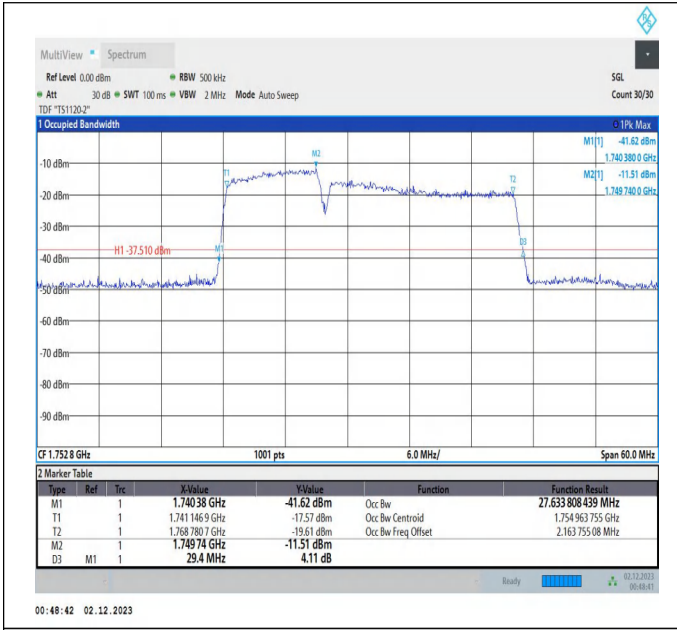 R S
MultiView Spectrum
Ref Level 0.00 dBm RBW 500 kHz SGL
Att 30 dB SWT 100 ms VBW 2 MHz Mode Auto Sweep Count 30/30
TDF "TS1120-2"
1 Occupied Bandwidth 1Pk Max
M1[1] -41.62 dBm
1.740 380 0 GHz
M2[1] -11.51 dBm
1.749 740 0 GHz
M2
-10 dBm
T1
T2
-20 dBm
-30 dBm
D3
H1 -37.510 dBm M1
-40 dBm
-50 dBm
-60 dBm
-70 dBm
-80 dBm
-90 dBm
CF 1.752 8 GHz 1001 pts 6.0 MHz/ Span 60.0 MHz
2 Marker Table
Type Ref Trc X-Value Y-Value Function Function Result
M1 1 1.740 38 GHz -41.62 dBm Occ Bw 27.633 808 439 MHz
T1 1 1.741 146 9 GHz -17.57 dBm Occ Bw Centroid 1.754 963 755 GHz
T2 1 1.768 780 7 GHz -19.61 dBm Occ Bw Freq Offset 2.163 755 08 MHz
M2 1 1.749 74 GHz -11.51 dBm
D3 M1 1 29.4 MHz 4.11 dB
Ready 02.12.2023
00:48:41
00:48:42 02.12.2023